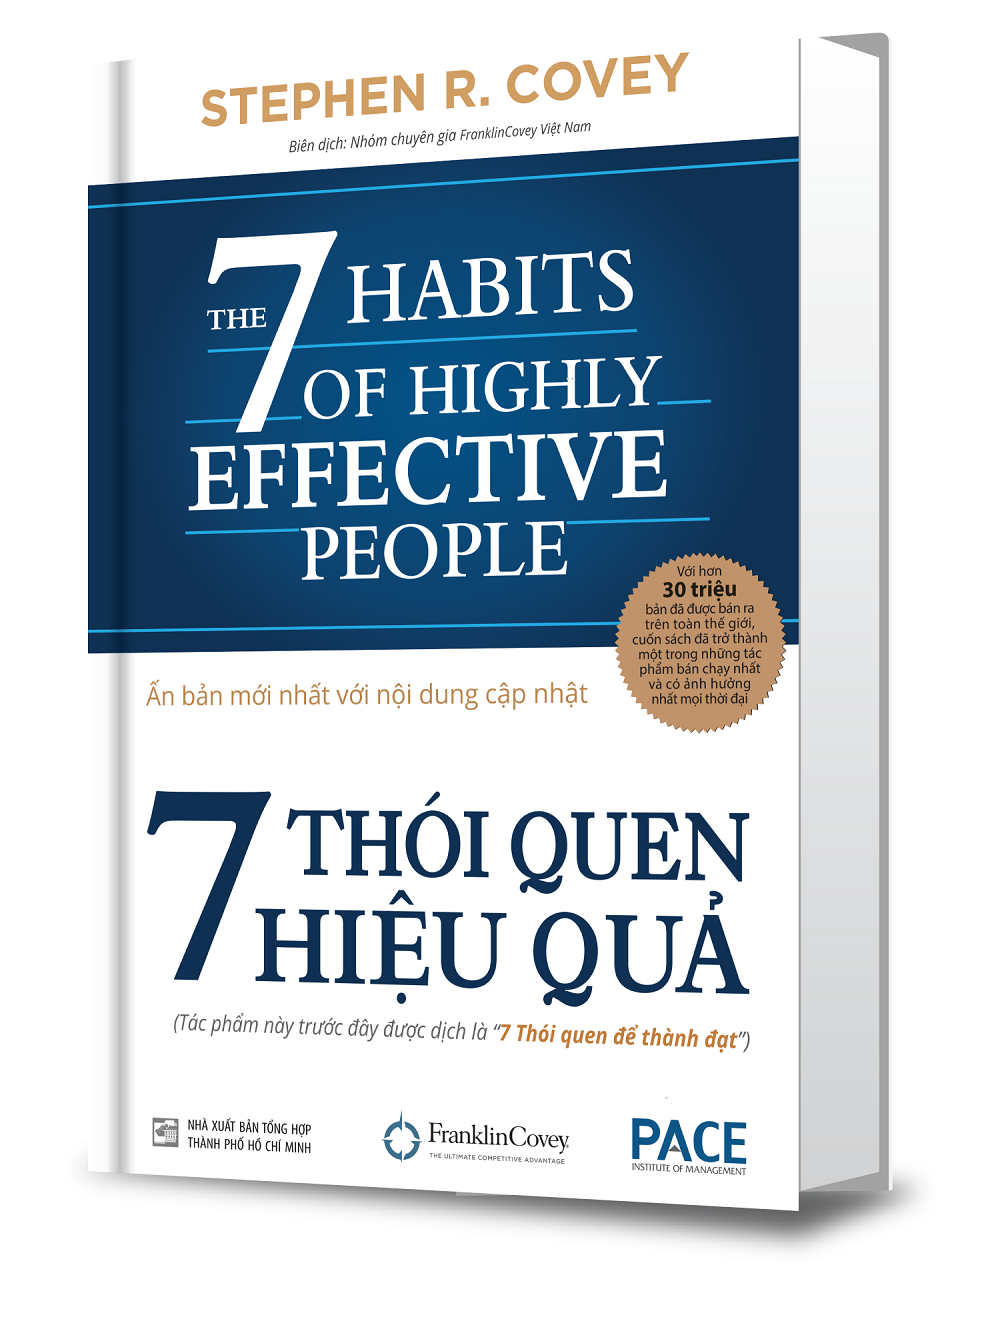 STEPHEN R. COVEY
Biên dịch: Nhóm chuyên gia FranklinCovey Việt Nam
THE 7 HABITS
OF HIGHLY
EFFECTIVE
PEOPLE
Với hơn
30 triệu
bản đã được bán ra
trên toàn thế giới,
cuốn sách đã trở thành
một trong những tác
phẩm bán chạy nhất
và có ảnh hưởng
nhất mọi thời đại
Ấn bản mới nhất với nội dung cập nhật
7 THÓI QUEN
HIỆU QUẢ
(Tác phẩm này trước đây được dịch là “7 Thói quen để thành đạt”)
NHÀ XUẤT BẢN TỔNG HỢP
THÀNH PHỐ HỒ CHÍ MINH
FranklinCovey
THE ULTIMATE COMPETITIVE ADVANTAGE
PACE
INSTITUTE OF MANAGEMENT